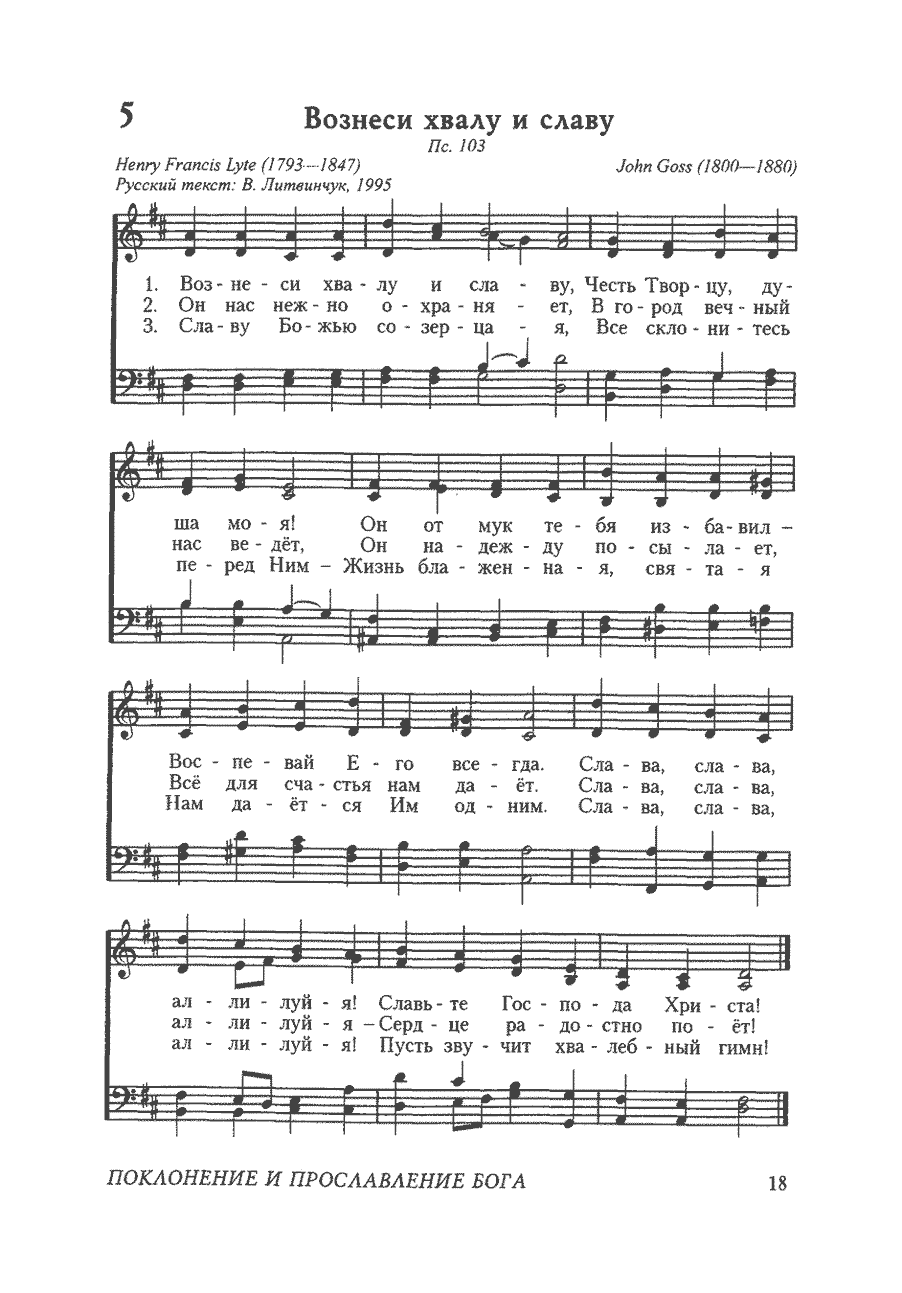 5
Вознеси хвалу и славу
Пс. 103
Henry Francis Lyte (1793—1847)
John Goss (1800—1880)
Русский текст: В. Литвинчук, 1995
1. Воз - не - си хва - лу и сла - ву, Честь Твор - цу, ду -
2. Он нас неж - но о - хра - ня - ет, В го - род веч - ный
3. Сла - ву Бо - жью со - зер - ца - я, Все скло - ни - тесь
ша мо - я! Он от мук те - бя из - ба - вил –
нас ве - дёт, Он на - деж - ду по - сы - ла - ет,
пе - ред Ним – Жизнь бла - жен - на - я, свя - та - я
Вос - пе - вай Е - го все - гда. Сла - ва, сла - ва,
Всё для сча - стья нам да - ёт. Сла - ва, сла - ва,
Нам да - ёт - ся Им од - ним. Сла - ва, сла - ва,
ал - ли - луй - я! Славь - те Гос - по - да Хри - ста!
ал - ли - луй - я – Серд - це ра - до - стно по - ёт!
ал - ли - луй - я! Пусть зву - чит хва - леб - ный гимн!
ПОКЛОНЕНИЕ И ПРОСЛАВЛЕНИЕ БОГА
18